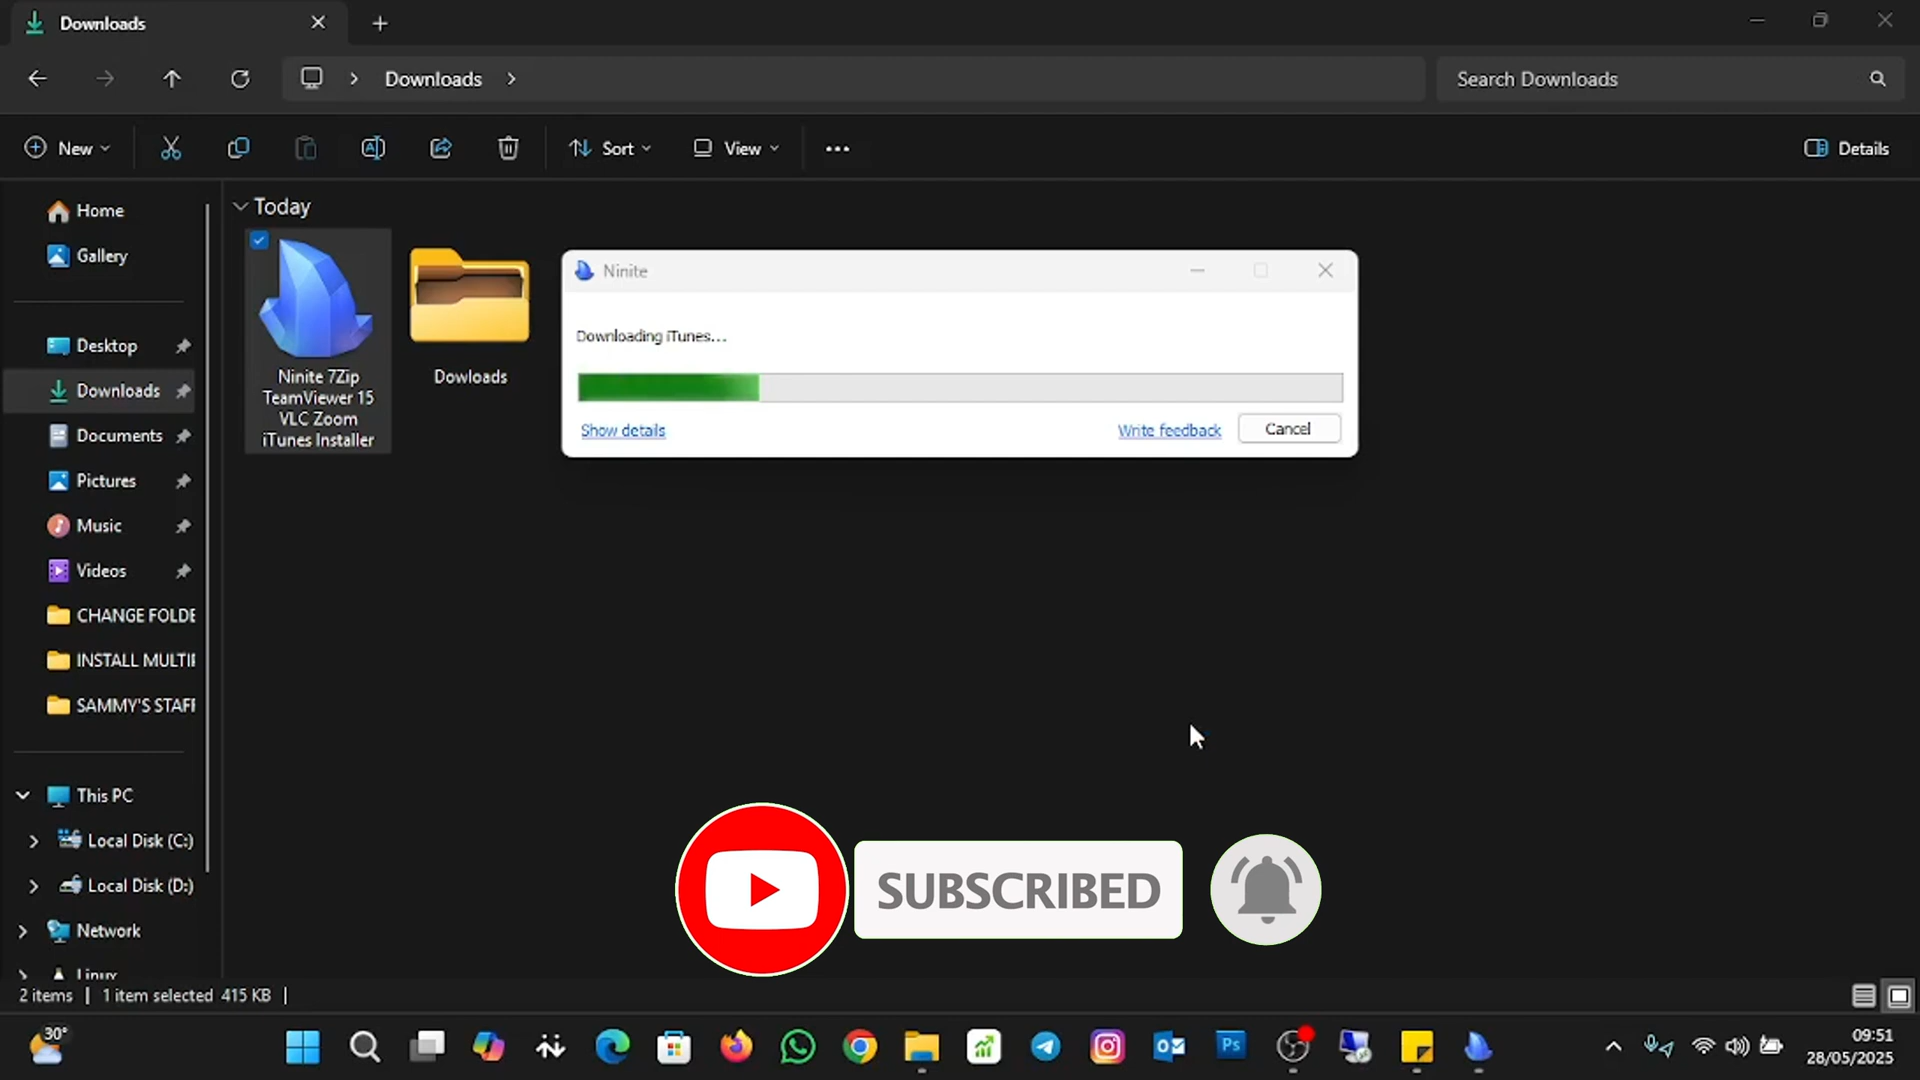 Downloads
Downloads
Search Downloads
New
Sort
View
Details
Home
Gallery
Desktop
Downloads
Documents
Pictures
Music
Videos
CHANGE FOLDE
INSTALL MULTI
SAMMY'S STAF
This PC
Local Disk (C:)
Local Disk (D:)
Network
Linux
Today
Ninite 7Zip
TeamViewer 15
VLC Zoom
iTunes Installer
Dowloads
Ninite
Downloading iTunes...
Show details
Write feedback
Cancel
SUBSCRIBED
2 items
1 item selected 415 KB
30°
Ps
09:51
28/05/2025